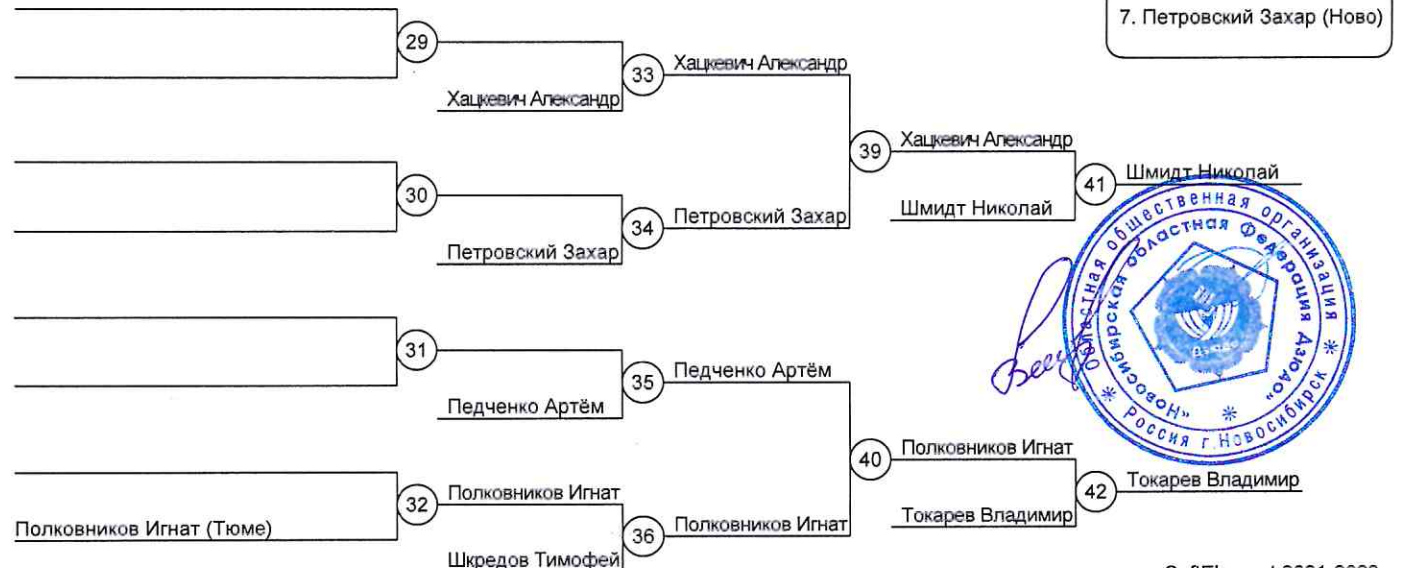 7. Петровский Захар (Ново)
29
33
Хацкевич Александр
Хацкевич Александр
39
Хацкевич Александр
41
Шмидт Николай
30
Шмидт Николай
34
Петровский Захар
Петровский Захар
областная общественная организация
«Новосибирская областная Федерация Дзюдо»
Россия г.Новосибирск
31
35
Педченко Артём
Педченко Артём
40
Полковников Игнат
42
Токарев Владимир
32
Полковников Игнат
Токарев Владимир
Полковников Игнат (Тюме)
36
Полковников Игнат
Шкредов Тимофей